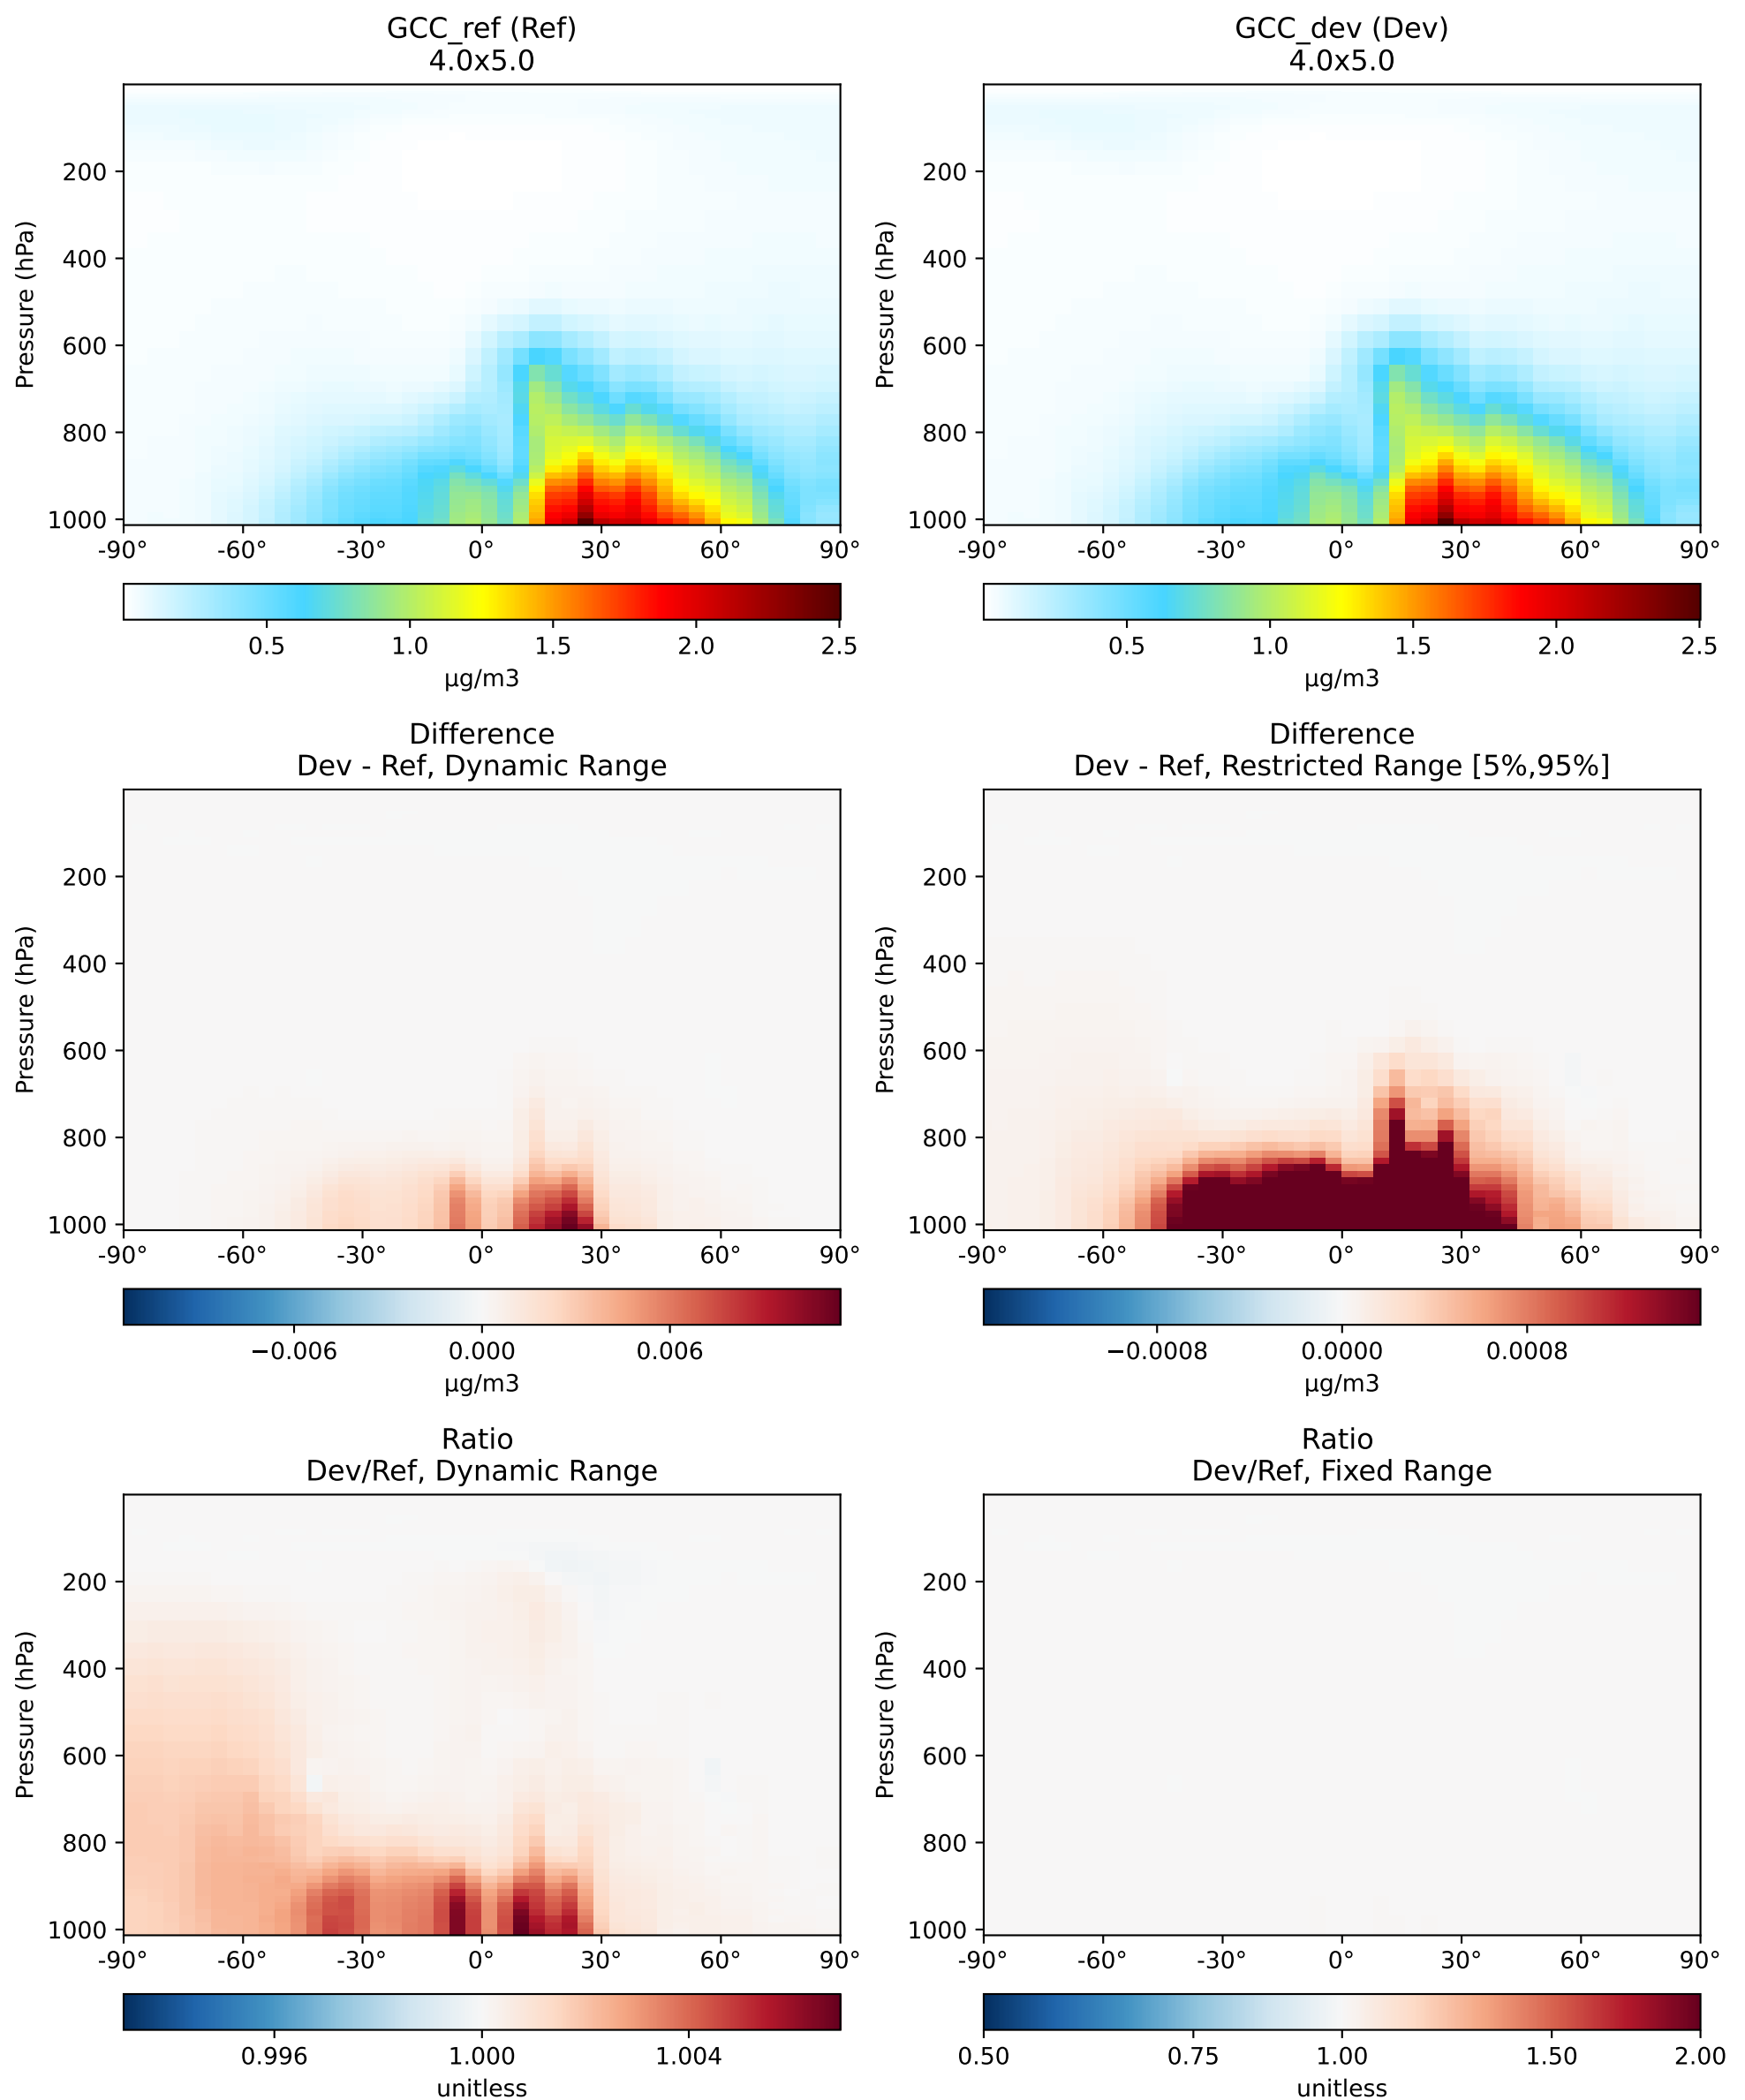 GCC_ref (Ref)
4.0x5.0
Pressure (hPa)
200
400
600
800
1000
-90° -60° -30° 0° 30° 60° 90°
0.5 1.0 1.5 2.0 2.5
µg/m3
GCC_dev (Dev)
4.0x5.0
Pressure (hPa)
200
400
600
800
1000
-90° -60° -30° 0° 30° 60° 90°
0.5 1.0 1.5 2.0 2.5
µg/m3
Difference
Dev - Ref, Dynamic Range
Pressure (hPa)
200
400
600
800
1000
-90° -60° -30° 0° 30° 60° 90°
−0.006 0.000 0.006
µg/m3
Difference
Dev - Ref, Restricted Range [5%,95%]
Pressure (hPa)
200
400
600
800
1000
-90° -60° -30° 0° 30° 60° 90°
−0.0008 0.0000 0.0008
µg/m3
Ratio
Dev/Ref, Dynamic Range
Pressure (hPa)
200
400
600
800
1000
-90° -60° -30° 0° 30° 60° 90°
0.996 1.000 1.004
unitless
Ratio
Dev/Ref, Fixed Range
Pressure (hPa)
200
400
600
800
1000
-90° -60° -30° 0° 30° 60° 90°
0.50 0.75 1.00 1.50 2.00
unitless